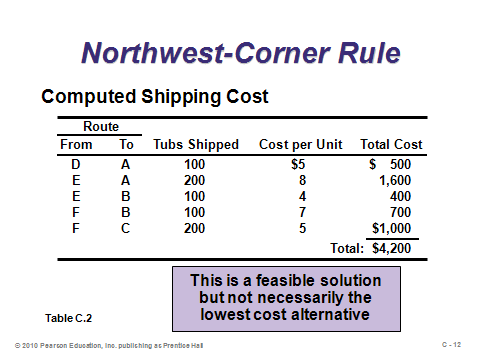 Northwest-Corner Rule
Computed Shipping Cost
Route
From To Tubs Shipped Cost per Unit Total Cost
D A 100 $5 $ 500
E A 200 8 1,600
E B 100 4 400
F B 100 7 700
F C 200 5 $1,000
Total: $4,200
This is a feasible solution
but not necessarily the
lowest cost alternative
Table C.2
© 2010 Pearson Education, Inc. publishing as Prentice Hall
C - 12